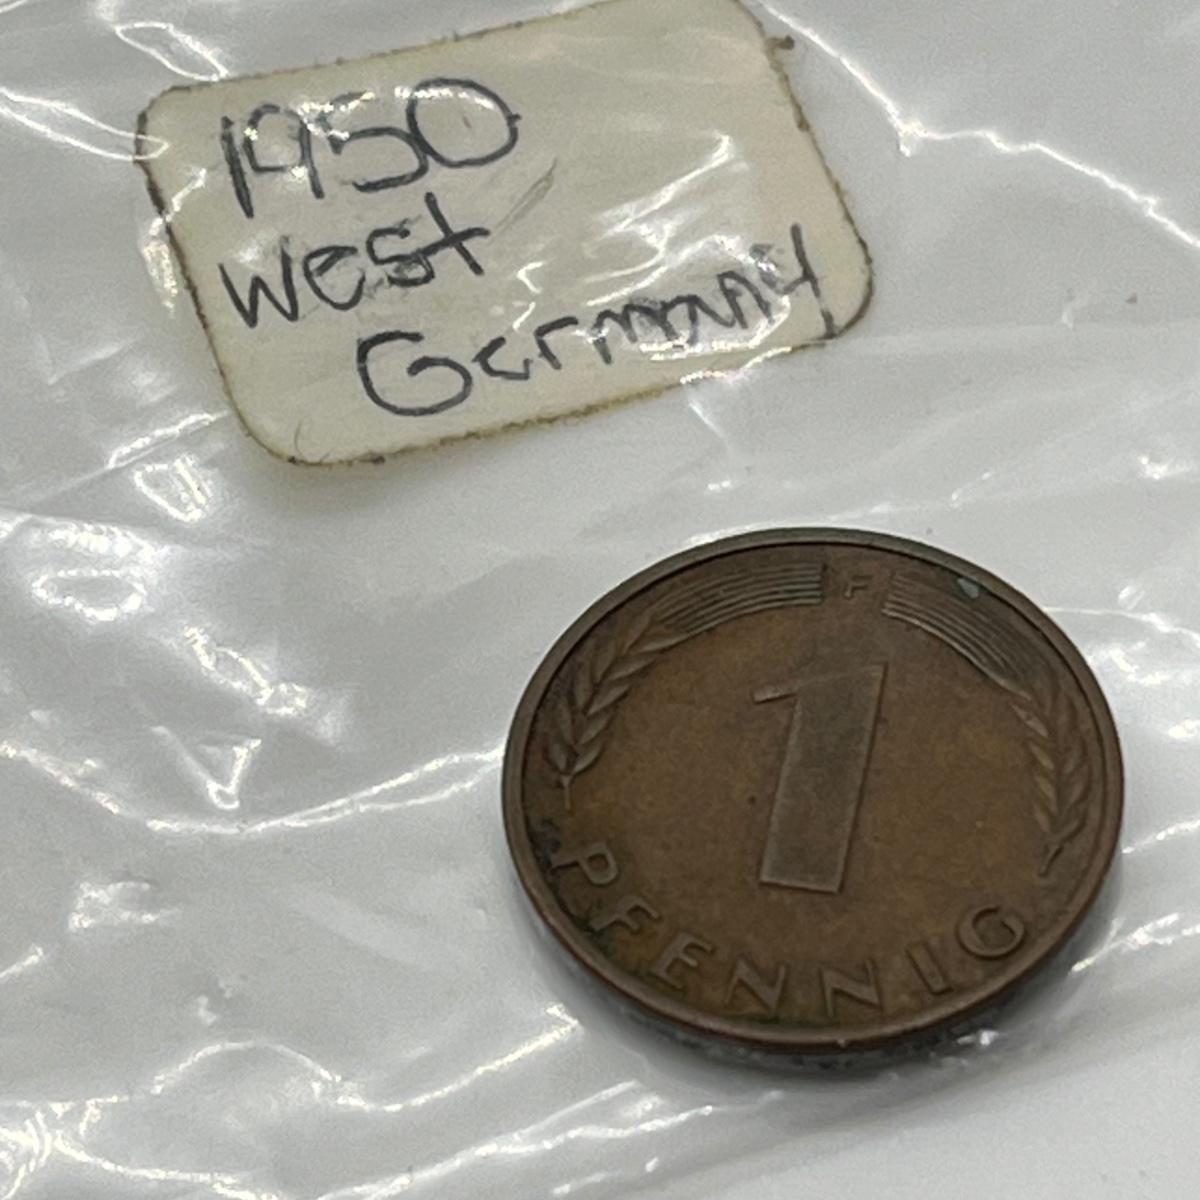 1950
West
Germany
F
1
PFENNIG